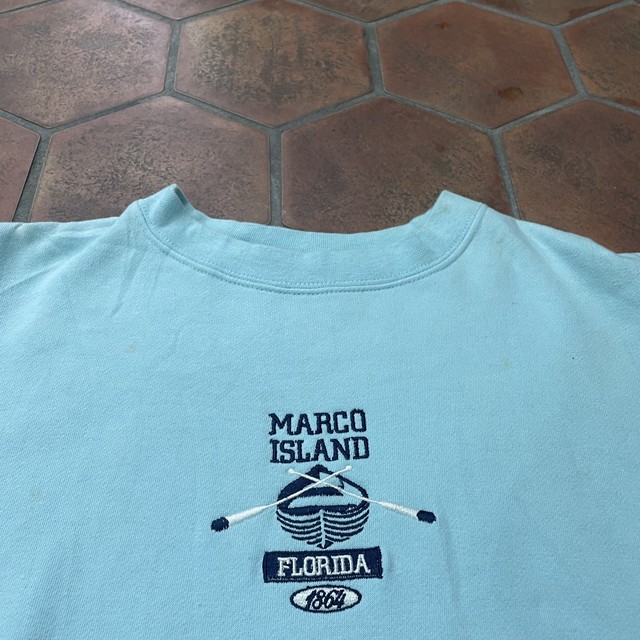 MARCO
ISLAND
FLORIDA
1864